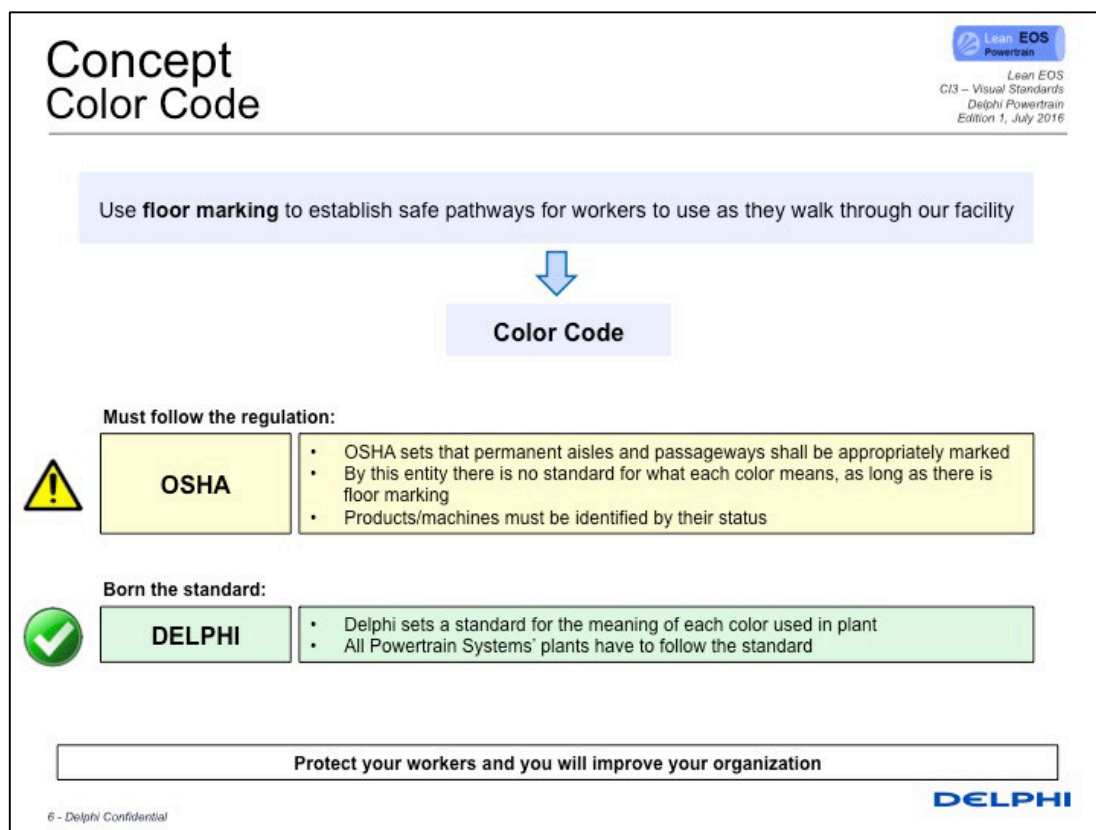 Concept
Color Code
Lean EOS
Powertrain
Lean EOS
CI3 – Visual Standards
Delphi Powertrain
Edition 1, July 2016
Use floor marking to establish safe pathways for workers to use as they walk through our facility
Color Code
Must follow the regulation:
OSHA
• OSHA sets that permanent aisles and passageways shall be appropriately marked
• By this entity there is no standard for what each color means, as long as there is
floor marking
• Products/machines must be identified by their status
Born the standard:
DELPHI
• Delphi sets a standard for the meaning of each color used in plant
• All Powertrain Systems' plants have to follow the standard
Protect your workers and you will improve your organization
6 - Delphi Confidential
DELPHI